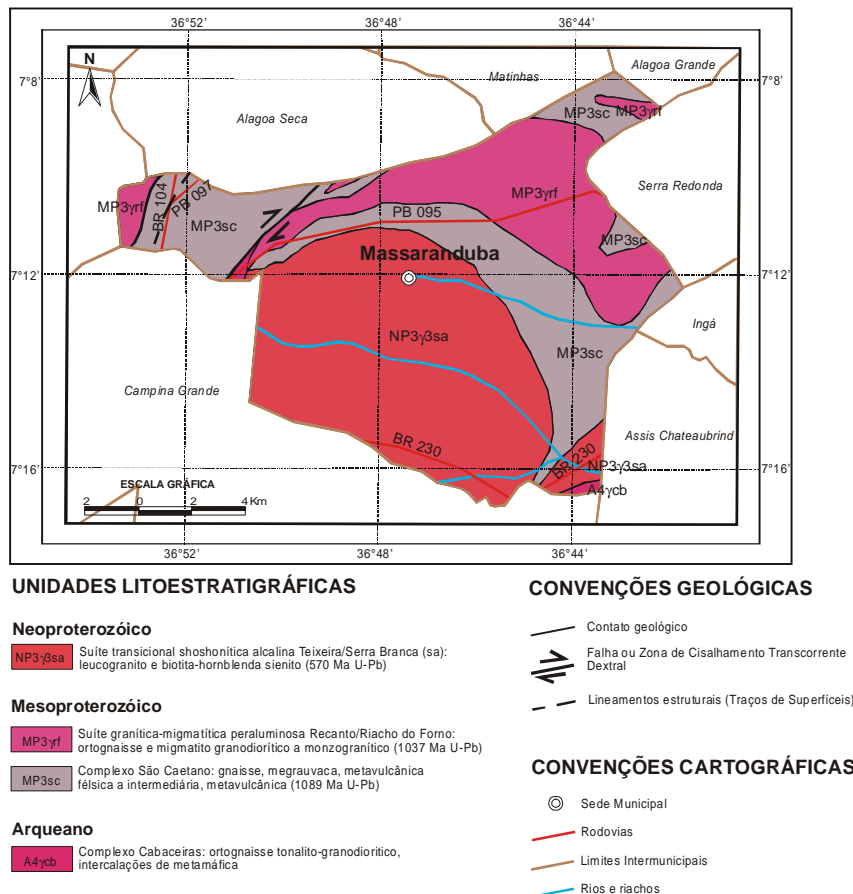 36°52' 36°48' 36°44'
N
7°8' 7°8'
Alagoa Grande
Matinhas
Alagoa Seca
MP3sc MP3γrf
Serra Redonda
MP3γrf
BR 104
PB 097
MP3sc
MP3γrf
PB 095
MP3sc
Massaranduba
7°12' 7°12'
Ingá
NP3γ3sa
MP3sc
Campina Grande
Assis Chateaubrind
BR 230
BR 230
NP3γ3sa
7°16' 7°16'
A4γcb
ESCALA GRÁFICA
2 0 2 4 Km
36°52' 36°48' 36°44'
UNIDADES LITOESTRATIGRÁFICAS
Neoproterozóico
NP3γ3sa
Suíte transicional shoshonítica alcalina Teixeira/Serra Branca (sa):
leucogranito e biotita-hornblenda sienito (570 Ma U-Pb)
Mesoproterozóico
MP3γrf
Suíte granítica-migmatítica peraluminosa Recanto/Riacho do Forno:
ortognaisse e migmatito granodiorítico a monzogranítico (1037 Ma U-Pb)
MP3sc
Complexo São Caetano: gnaisse, megrauvaca, metavulcânica
félsica a intermediária, metavulcânica (1089 Ma U-Pb)
Arqueano
A4γcb
Complexo Cabaceiras: ortognaisse tonalito-granodioritico,
intercalações de metamáfica
CONVENÇÕES GEOLÓGICAS
Contato geológico
Falha ou Zona de Cisalhamento Transcorrente
Dextral
Lineamentos estruturais (Traços de Superfíceis)
CONVENÇÕES CARTOGRÁFICAS
Sede Municipal
Rodovias
Limites Intermunicipais
Rios e riachos